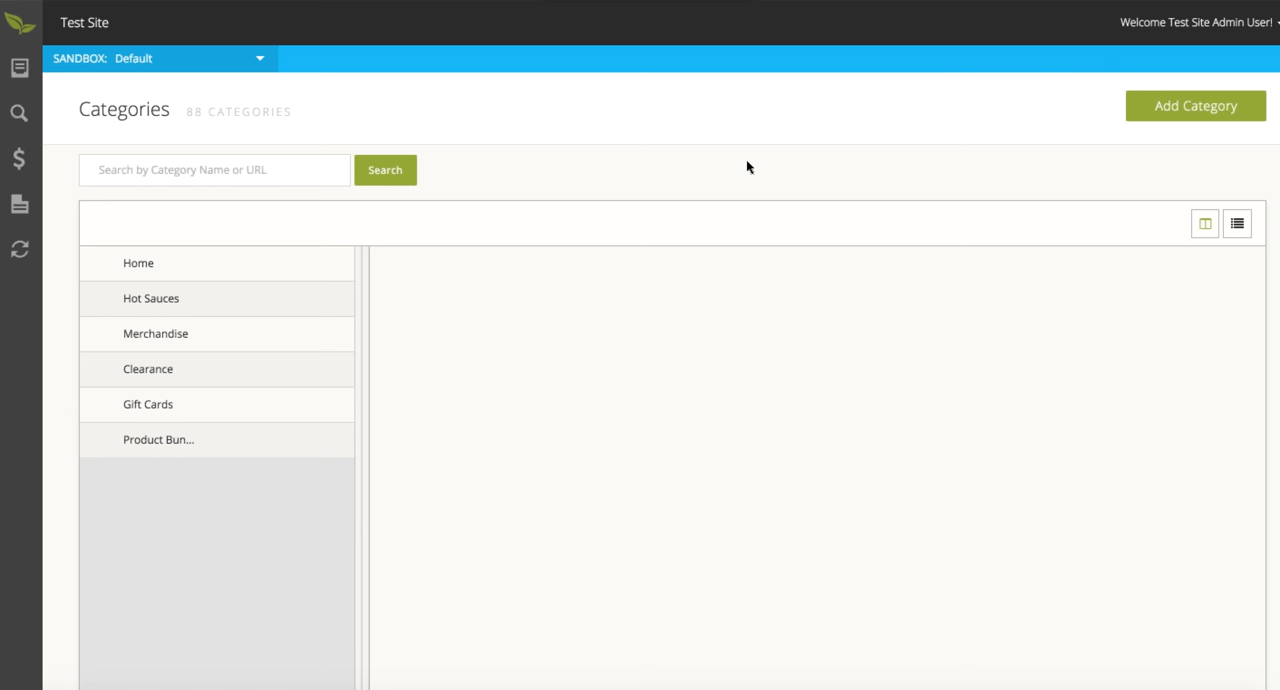 Test Site
Welcome Test Site Admin User!
SANDBOX: Default
Categories 88 CATEGORIES
Add Category
Search by Category Name or URL
Search
Home
Hot Sauces
Merchandise
Clearance
Gift Cards
Product Bun...